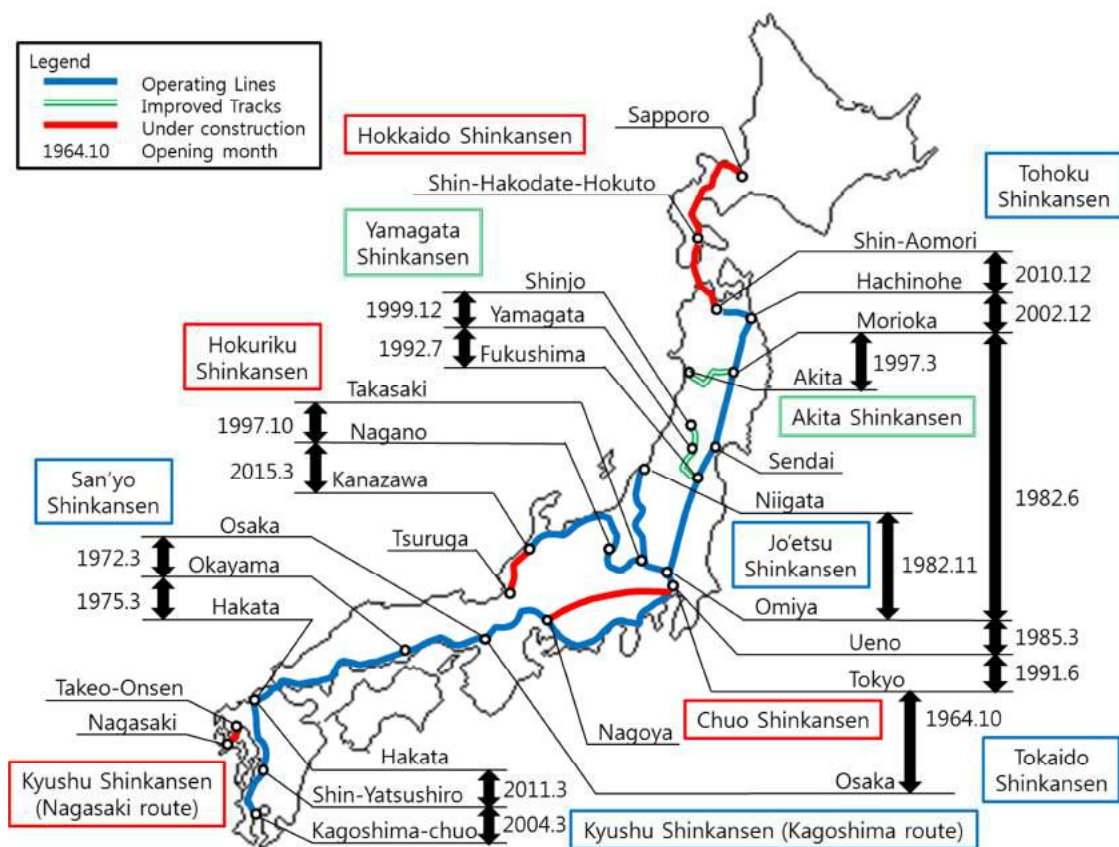 Legend
Operating Lines
Improved Tracks
Under construction
1964.10 Opening month
Hokkaido Shinkansen
Sapporo
Shin-Hakodate-Hokuto
Tohoku
Shinkansen
Yamagata
Shinkansen
Shin-Aomori
2010.12
Hachinohe
2002.12
Morioka
Shinjo
1999.12
Yamagata
1992.7
Fukushima
1997.3
Akita
Akita Shinkansen
Hokuriku
Shinkansen
Takasaki
1997.10
Nagano
2015.3
Kanazawa
Sendai
1982.6
Niigata
San'yo
Shinkansen
Osaka
1972.3
Okayama
1975.3
Hakata
Tsuruga
Jo'etsu
Shinkansen
1982.11
Omiya
1985.3
Ueno
1991.6
Tokyo
Takeo-Onsen
Nagasaki
Chuo Shinkansen
1964.10
Nagoya
Tokaido
Shinkansen
Osaka
Kyushu Shinkansen
(Nagasaki route)
Hakata
2011.3
Shin-Yatsushiro
2004.3
Kagoshima-chuo
Kyushu Shinkansen (Kagoshima route)